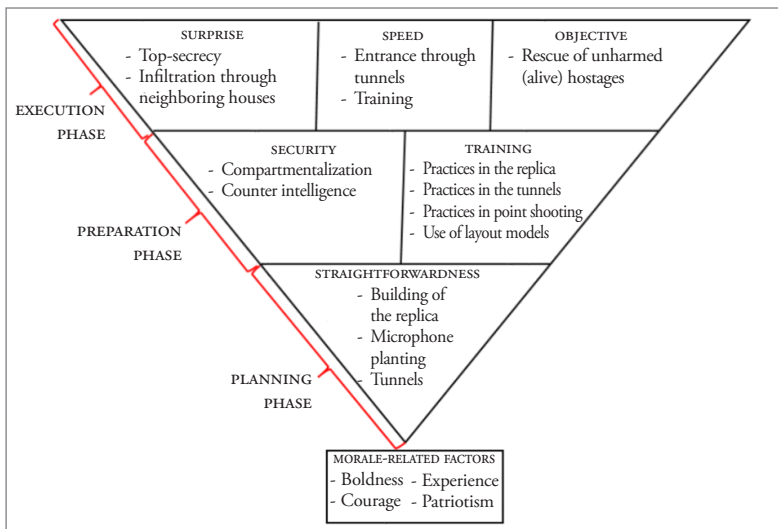 SURPRISE
- Top-secrecy
- Infiltration through
neighboring houses
SPEED
- Entrance through
tunnels
- Training
OBJECTIVE
- Rescue of unharmed
(alive) hostages
EXECUTION
PHASE
SECURITY
- Compartmentalization
- Counter intelligence
TRAINING
- Practices in the replica
- Practices in the tunnels
- Practices in point shooting
- Use of layout models
PREPARATION
PHASE
STRAIGHTFORWARDNESS
- Building of
the replica
- Microphone
planting
- Tunnels
PLANNING
PHASE
MORALE-RELATED FACTORS
- Boldness - Experience
- Courage - Patriotism